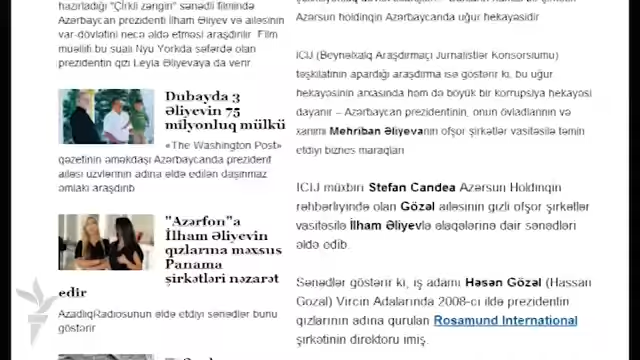 hazırladığı "Çirkli zəngin" sənədli filmində
Azərbaycan prezidenti İlham Əliyev və ailəsinin
var-dövlətini necə əldə etməsi araşdırılır. Film
müəllifi bu sualı Nyu Yorkda səfərdə olan
prezidentin qızı Leyla Əliyevaya da verir
Dubayda 3
Əliyevin 75
milyonluq mülkü
«The Washington Post»
qəzetinin əməkdaşı Azərbaycanda prezident
ailəsi üzvlərinin adına əldə edilən daşınmaz
əmlakı araşdırıb
"Azərfon"a
İlham Əliyevin
qızlarına məxsus
Panama
şirkətləri nəzarət
edir
AzadlıqRadiosunun əldə etdiyi sənədlər bunu
göstərir
Azərsun holdinqin Azərbaycanda uğur hekayəsidir
ICIJ (Beynəlxalq Araşdırmaçı Jurnalistlər Konsorsiumu)
təşkilatının apardığı araşdırma isə göstərir ki, bu uğur
hekayəsinin arxasında həm də böyük bir korrupsiya hekayəsi
dayanır – Azərbaycan prezidentinin, onun övladlarının və
xanımı Mehriban Əliyevanın ofşor şirkətlər vasitəsilə təmin
etdiyi biznes maraqları
ICIJ müxbiri Stefan Candea Azərsun Holdinqin
rəhbərliyində olan Gözəl ailəsinin gizli ofşor şirkətlər
vasitəsilə İlham Əliyevlə əlaqələrinə dair sənədləri
əldə edib.
Sənədlər göstərir ki, iş adamı Həsən Gözəl (Hassan
Gozal) Vircin Adalarında 2008-ci ildə prezidentin
qızlarının adına qurulan Rosamund International
şirkətinin direktoru imiş.